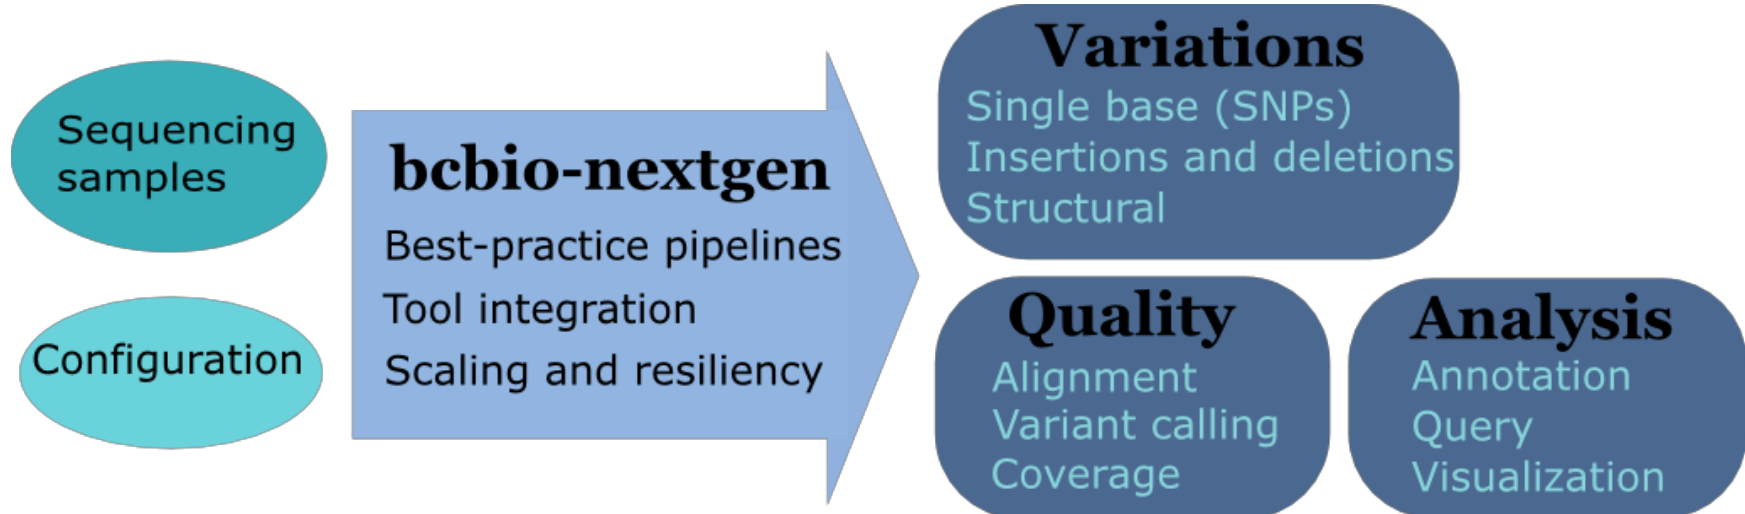 Sequencing
samples
Configuration
bcbio-nextgen
Best-practice pipelines
Tool integration
Scaling and resiliency
Variations
Single base (SNPs)
Insertions and deletions
Structural
Quality
Alignment
Variant calling
Coverage
Analysis
Annotation
Query
Visualization